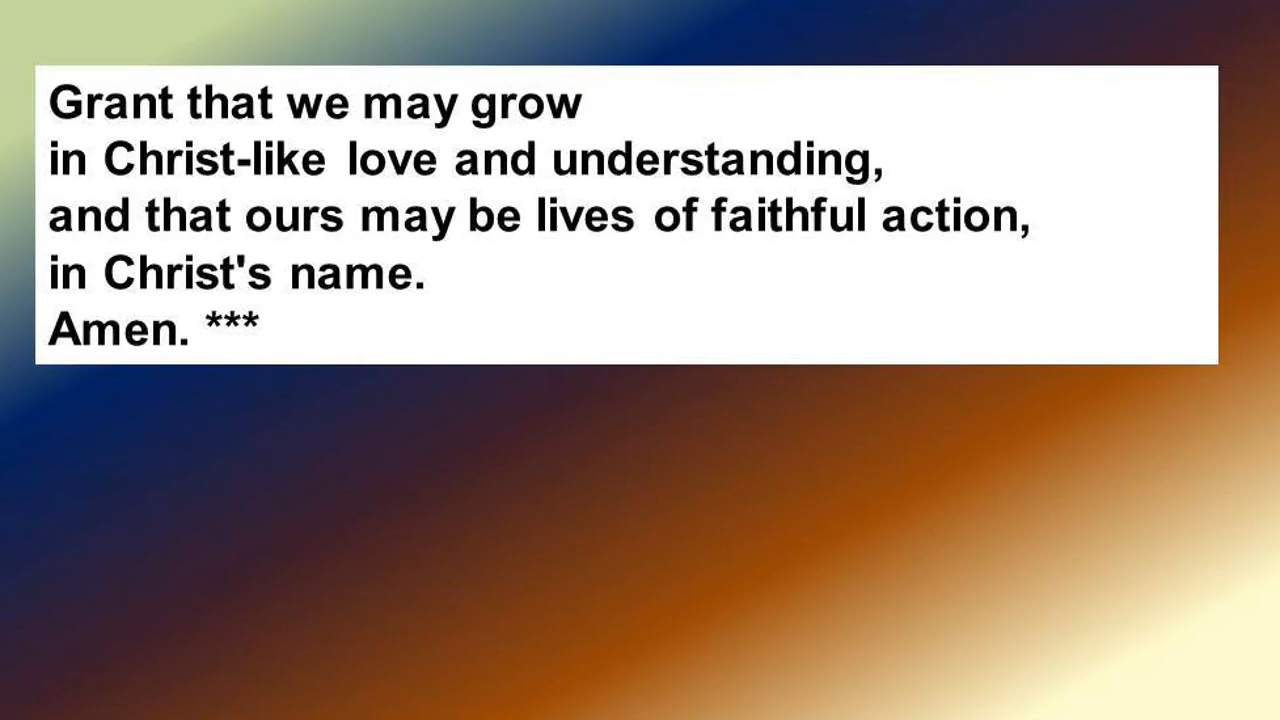 Grant that we may grow
in Christ-like love and understanding,
and that ours may be lives of faithful action,
in Christ's name.
Amen. ***